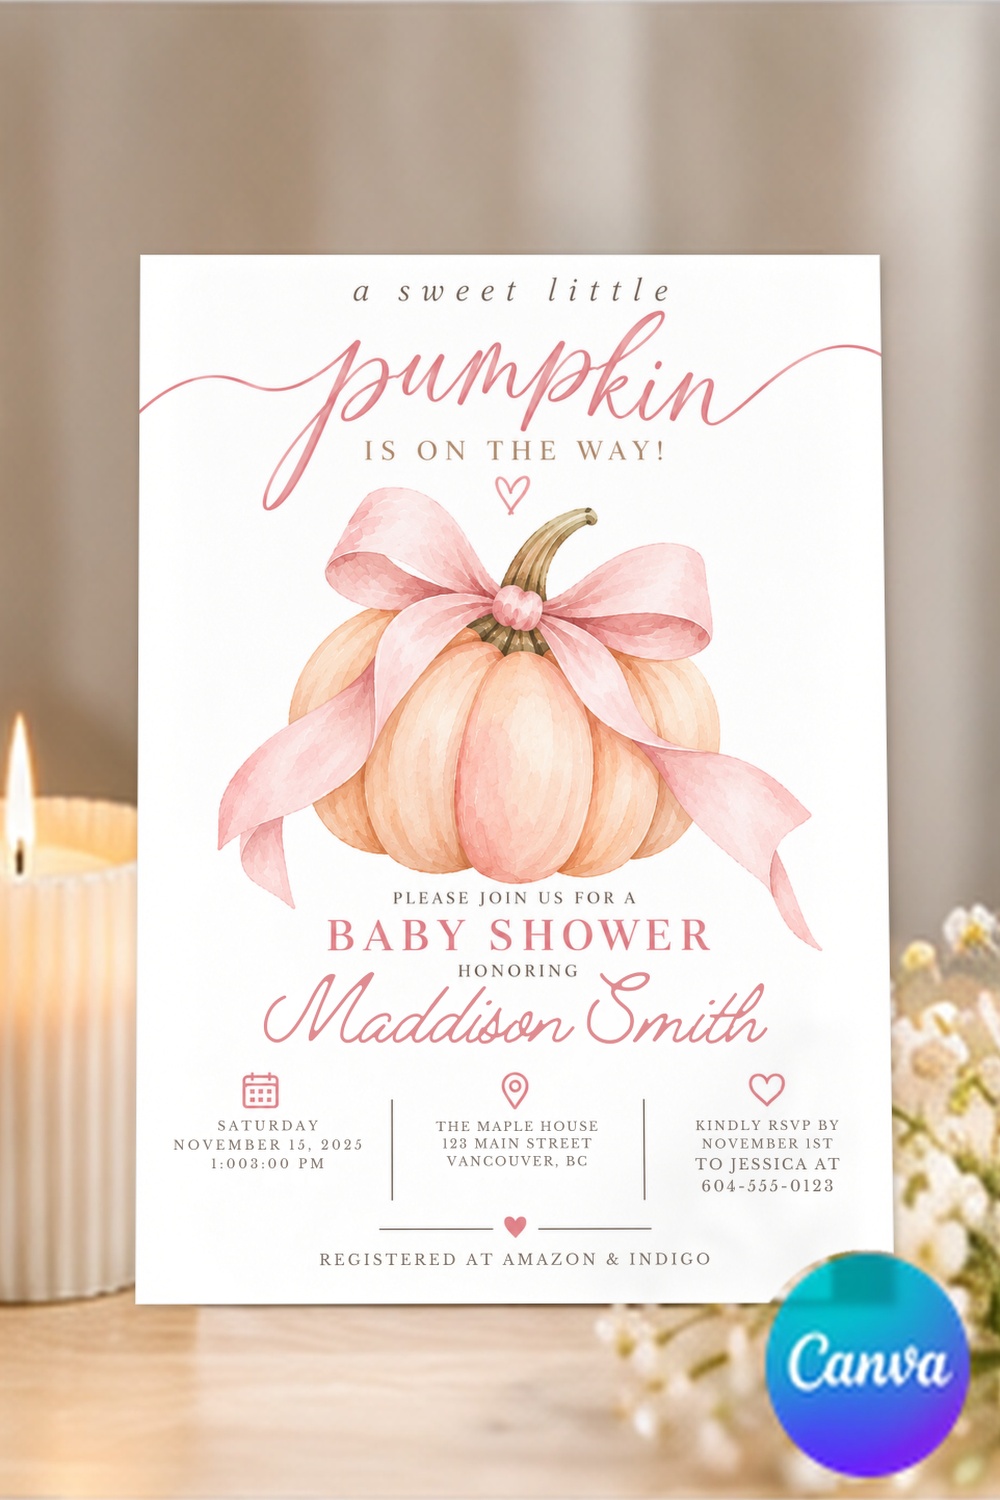 a sweet little
pumpkin
IS ON THE WAY!
PLEASE JOIN US FOR A
BABY SHOWER
HONORING
Maddison Smith
SATURDAY
NOVEMBER 15, 2025
1:003:00 PM
THE MAPLE HOUSE
123 MAIN STREET
VANCOUVER, BC
KINDLY RSVP BY
NOVEMBER 1ST
TO JESSICA AT
604-555-0123
REGISTERED AT AMAZON & INDIGO
Canva